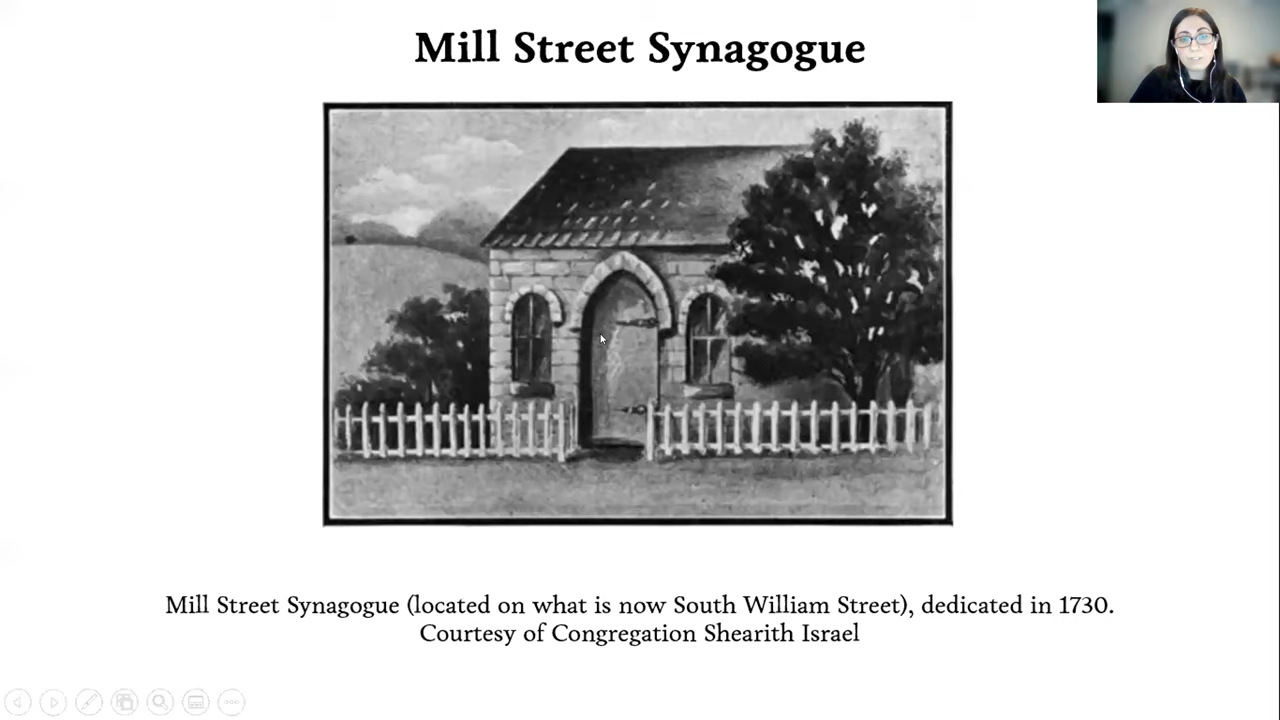 Mill Street Synagogue
Mill Street Synagogue (located on what is now South William Street), dedicated in 1730.
Courtesy of Congregation Shearith Israel